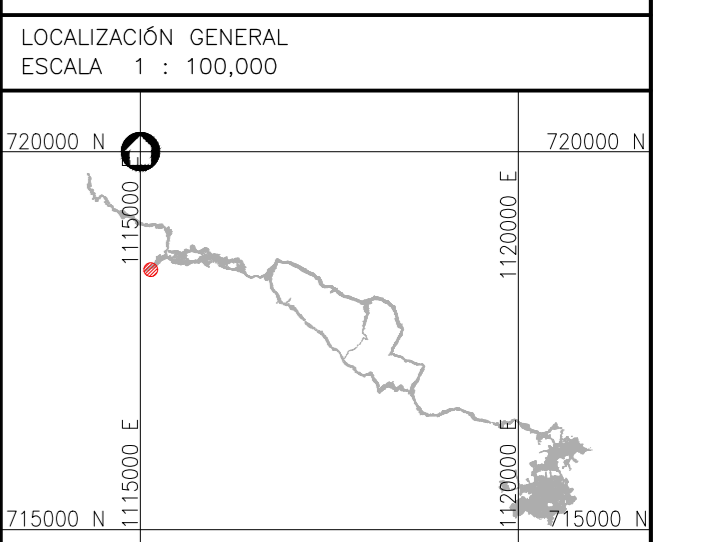 LOCALIZACIÓN GENERAL
ESCALA 1 : 100,000
720000 N
720000 N
1115000 E
1120000 E
1115000 E
1120000 E
715000 N
715000 N